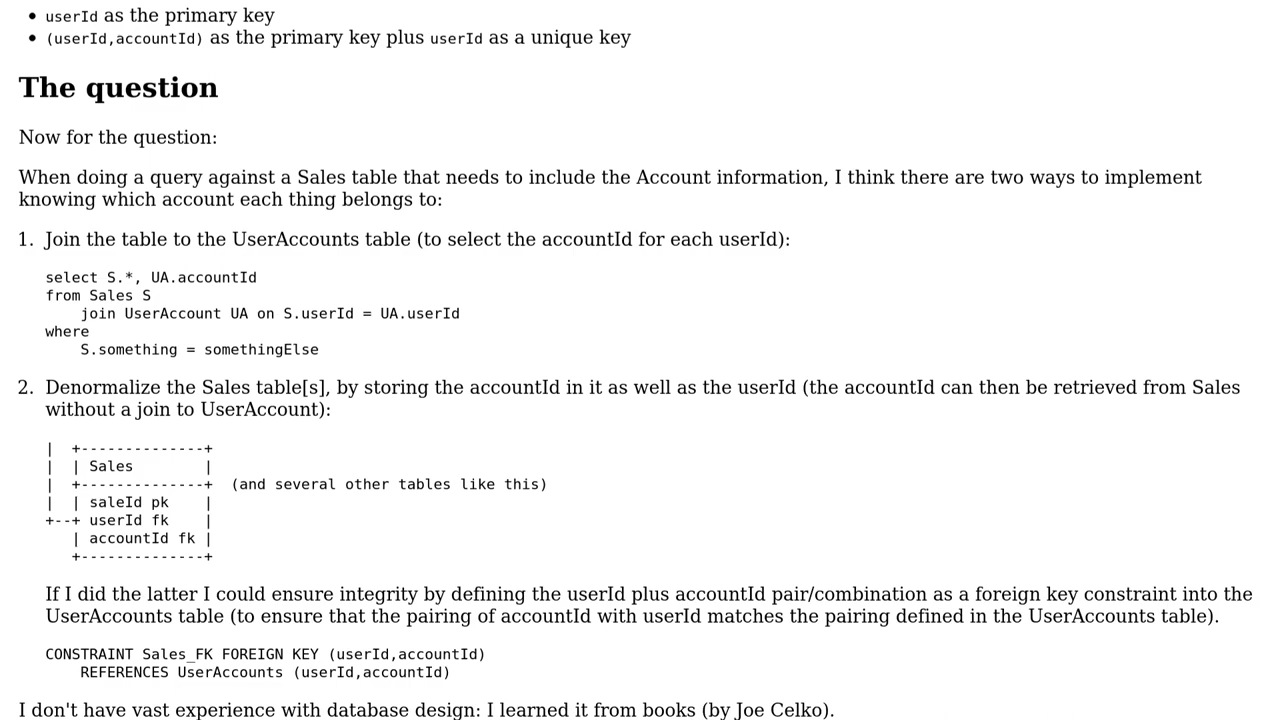 • userId as the primary key
• (userId,accountId) as the primary key plus userId as a unique key
The question
Now for the question:
When doing a query against a Sales table that needs to include the Account information, I think there are two ways to implement
knowing which account each thing belongs to:
1. Join the table to the UserAccounts table (to select the accountId for each userId):
select S.*, UA.accountId
from Sales S
    join UserAccount UA on S.userId = UA.userId
where
    S.something = somethingElse
2. Denormalize the Sales table[s], by storing the accountId in it as well as the userId (the accountId can then be retrieved from Sales
without a join to UserAccount):
|  +--------------+
|  | Sales        |
|  +--------------+  (and several other tables like this)
|  | saleId pk    |
+--+ userId fk    |
   | accountId fk |
   +--------------+
If I did the latter I could ensure integrity by defining the userId plus accountId pair/combination as a foreign key constraint into the
UserAccounts table (to ensure that the pairing of accountId with userId matches the pairing defined in the UserAccounts table).
CONSTRAINT Sales_FK FOREIGN KEY (userId,accountId)
    REFERENCES UserAccounts (userId,accountId)
I don't have vast experience with database design: I learned it from books (by Joe Celko).